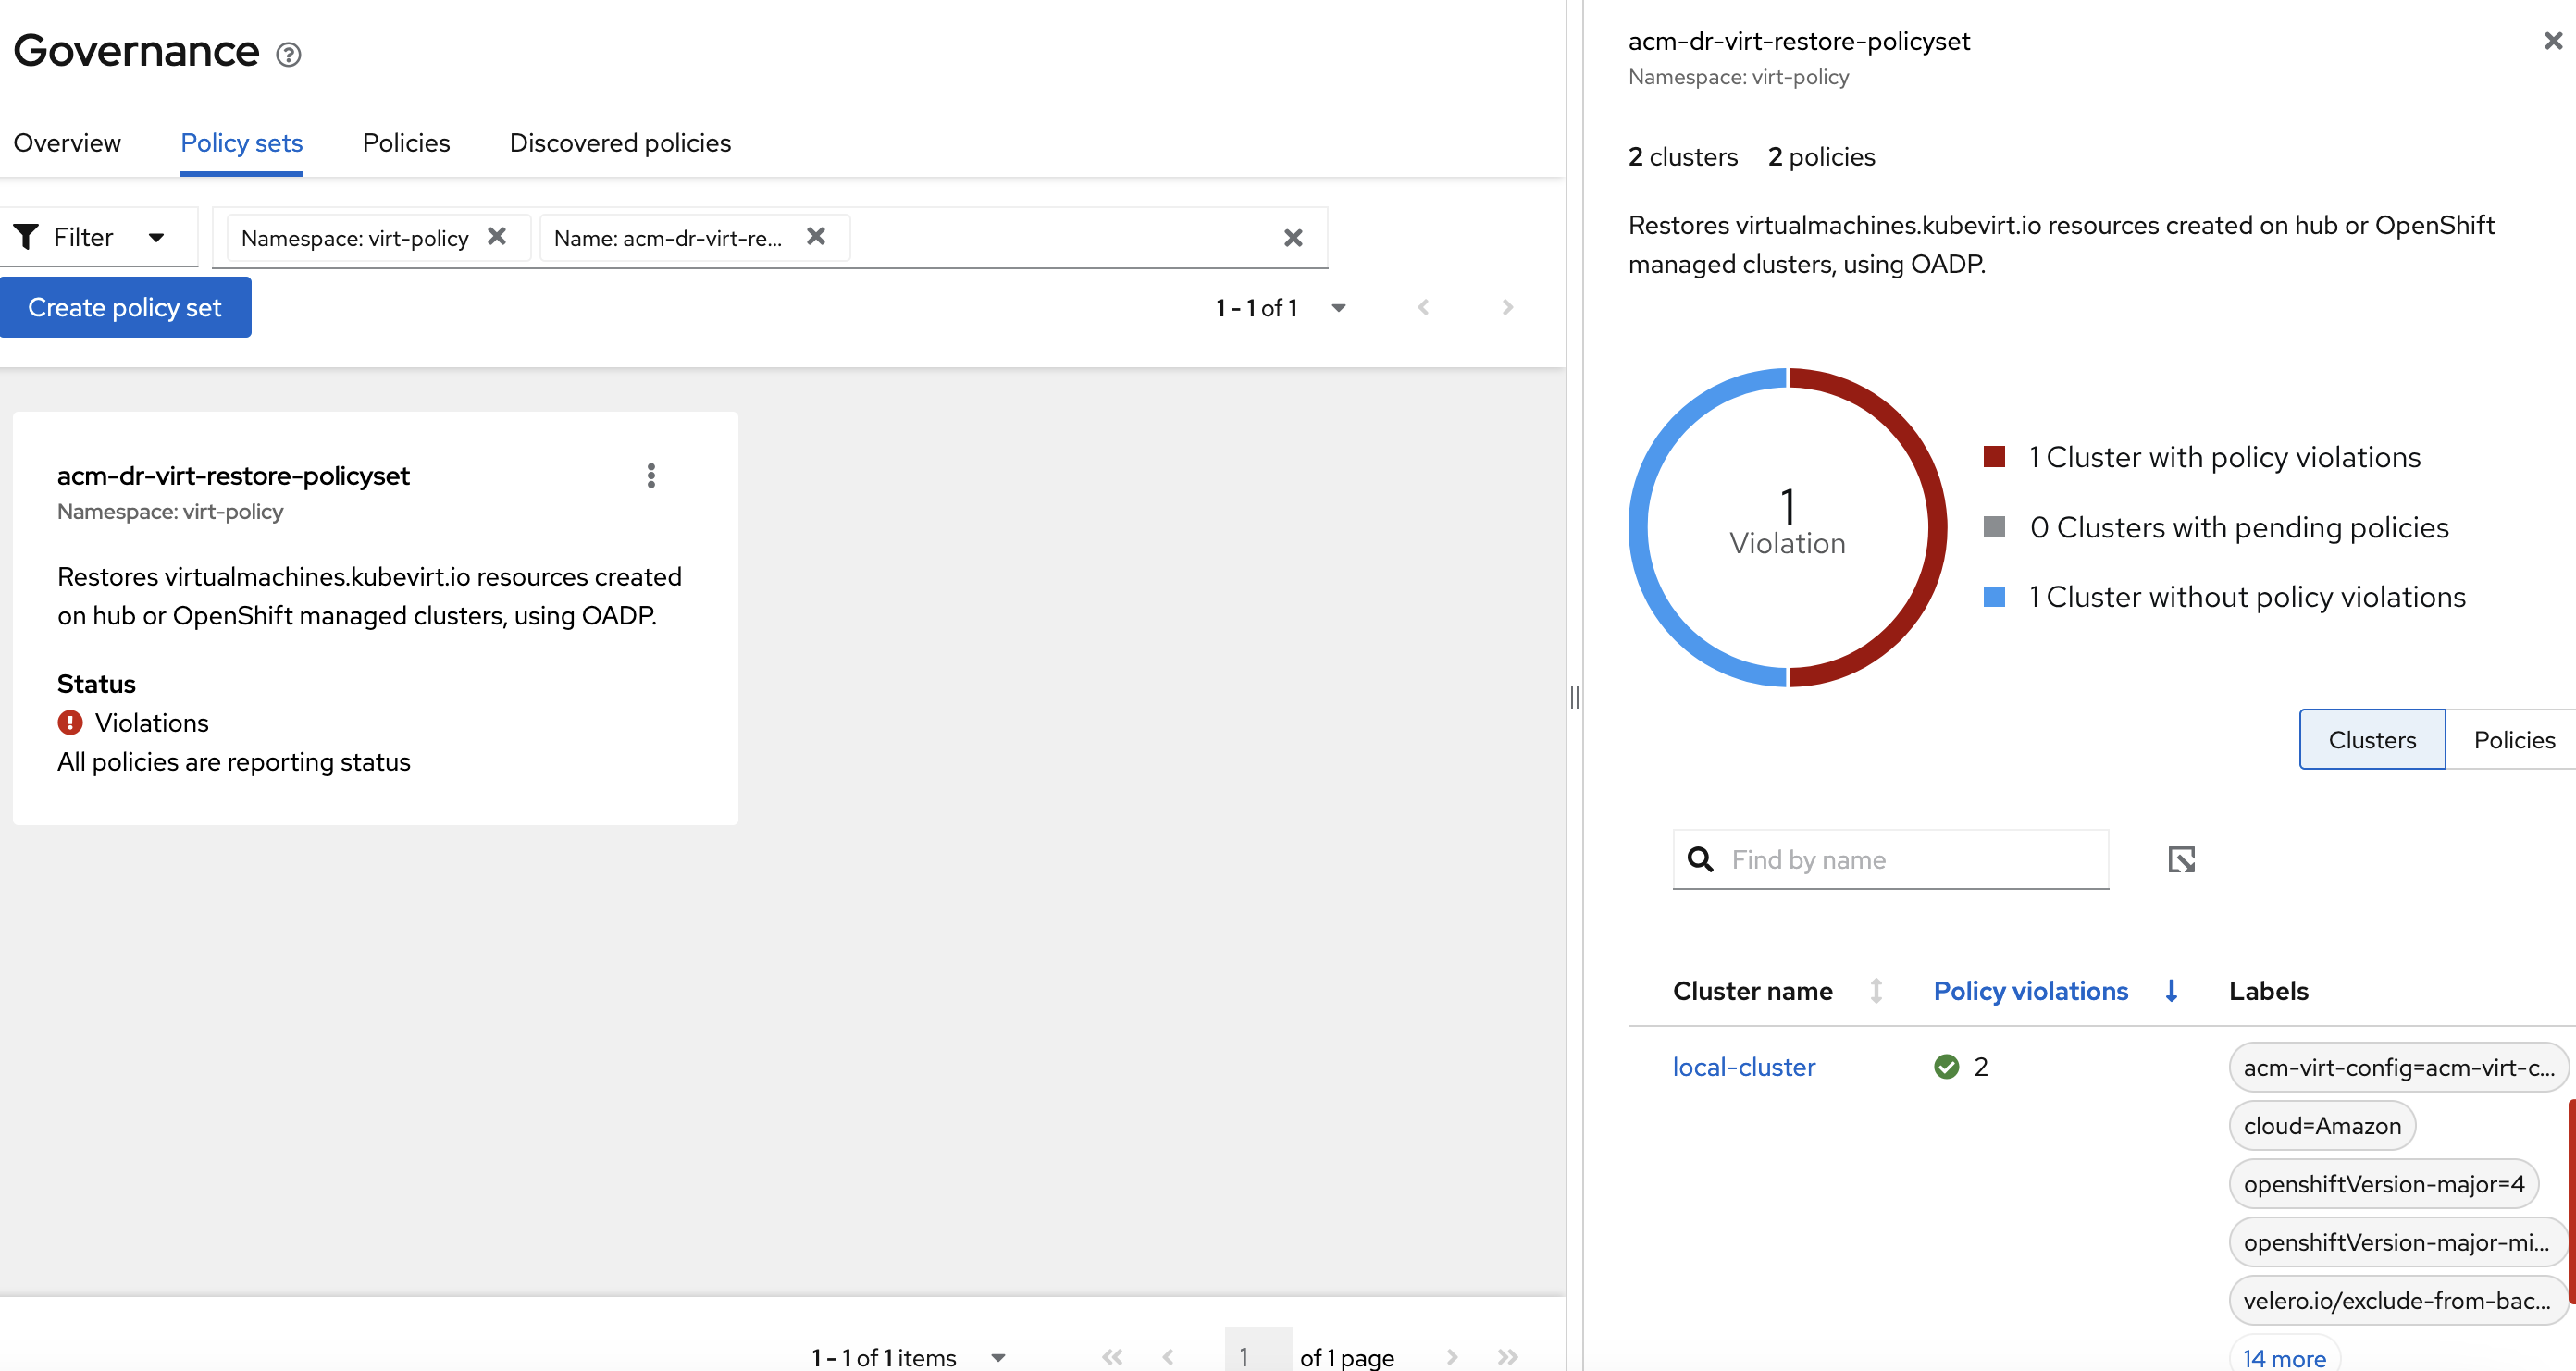 Governance
Overview Policy sets Policies Discovered policies
Filter Namespace: virt-policy Name: acm-dr-virt-re...
Create policy set
1 - 1 of 1
acm-dr-virt-restore-policyset
Namespace: virt-policy
Restores virtualmachines.kubevirt.io resources created
on hub or OpenShift managed clusters, using OADP.
Status
Violations
All policies are reporting status
1 - 1 of 1 items 1 of 1 page
acm-dr-virt-restore-policyset
Namespace: virt-policy
2 clusters 2 policies
Restores virtualmachines.kubevirt.io resources created on hub or OpenShift
managed clusters, using OADP.
1
Violation
1 Cluster with policy violations
0 Clusters with pending policies
1 Cluster without policy violations
Clusters Policies
Find by name
Cluster name Policy violations Labels
local-cluster 2 acm-virt-config=acm-virt-c...
cloud=Amazon
openshiftVersion-major=4
openshiftVersion-major-mi...
velero.io/exclude-from-bac...
14 more